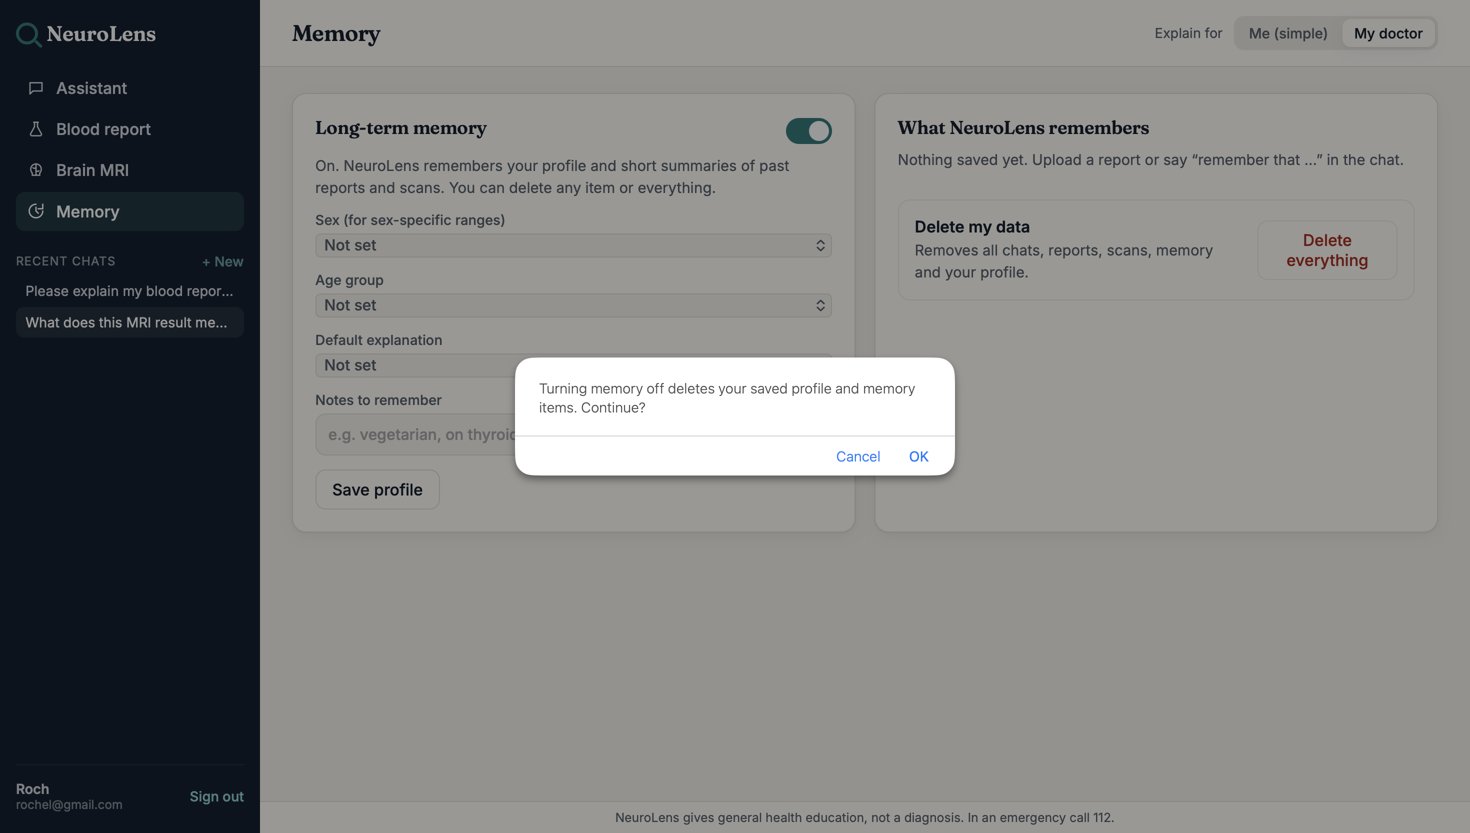 NeuroLens
Assistant
Blood report
Brain MRI
Memory
RECENT CHATS
+ New
Please explain my blood repor...
What does this MRI result me...
Roch
rochel@gmail.com
Sign out
Memory
Explain for
Me (simple)
My doctor
Long-term memory
On. NeuroLens remembers your profile and short summaries of past
reports and scans. You can delete any item or everything.
Sex (for sex-specific ranges)
Not set
Age group
Not set
Default explanation
Not set
Notes to remember
e.g. vegetarian, on
Save profile
What NeuroLens remembers
Nothing saved yet. Upload a report or say “remember that ...” in the chat.
Delete my data
Removes all chats, reports, scans, memory
and your profile.
Delete
everything
Turning memory off deletes your saved profile and memory
items. Continue?
Cancel
OK
NeuroLens gives general health education, not a diagnosis. In an emergency call 112.